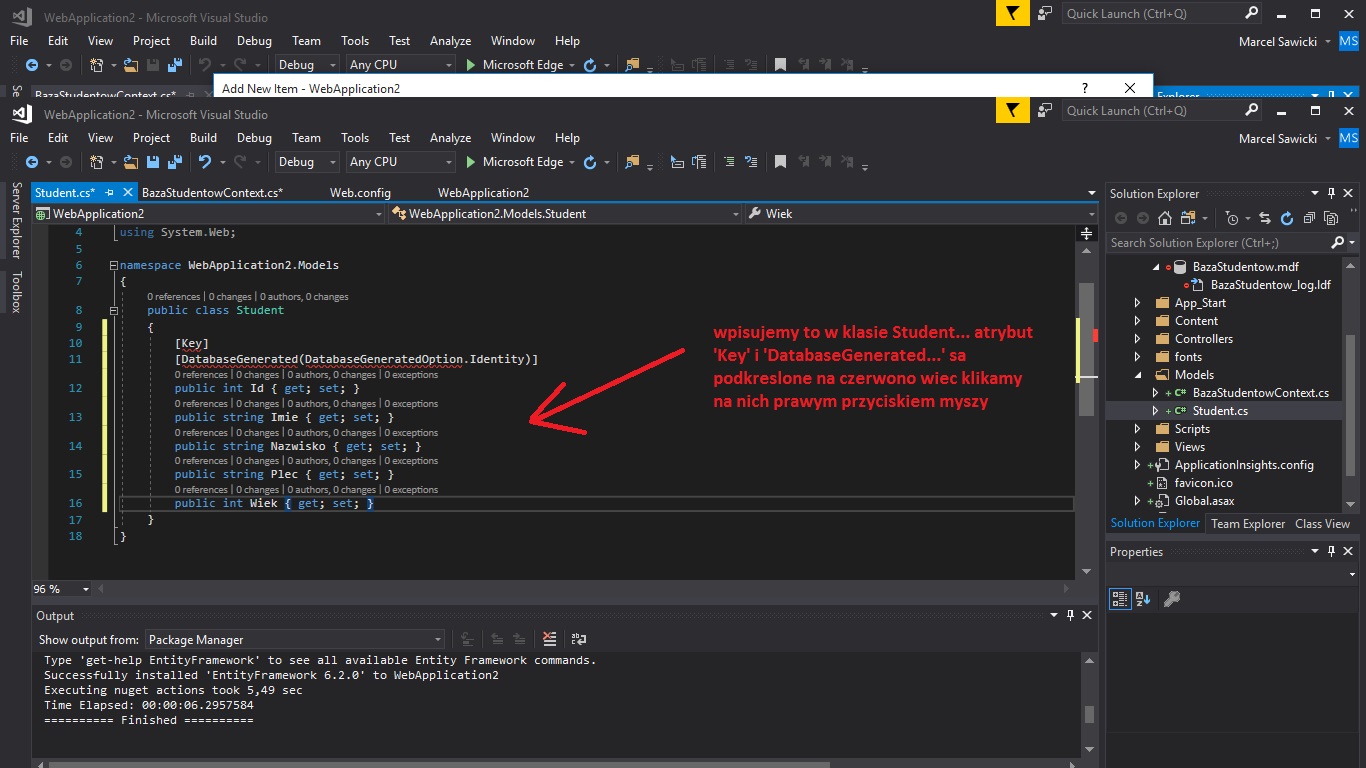 WebApplication2 - Microsoft Visual Studio
Quick Launch (Ctrl+Q)
File Edit View Project Build Debug Team Tools Test Analyze Window Help
Marcel Sawicki MS
Debug Any CPU Microsoft Edge
Add New Item - WebApplication2 ?
BazaStudentowContext.cs* Explorer
WebApplication2 - Microsoft Visual Studio
Quick Launch (Ctrl+Q)
File Edit View Project Build Debug Team Tools Test Analyze Window Help
Marcel Sawicki MS
Debug Any CPU Microsoft Edge
Server Explorer
Toolbox
Student.cs* BazaStudentowContext.cs* Web.config WebApplication2
WebApplication2 WebApplication2.Models.Student Wiek
4 using System.Web;
5
6 namespace WebApplication2.Models
7 {
0 references | 0 changes | 0 authors, 0 changes
8 public class Student
9 {
10 [Key]
11 [DatabaseGenerated(DatabaseGeneratedOption.Identity)]
0 references | 0 changes | 0 authors, 0 changes | 0 exceptions
12 public int Id { get; set; }
0 references | 0 changes | 0 authors, 0 changes | 0 exceptions
13 public string Imie { get; set; }
0 references | 0 changes | 0 authors, 0 changes | 0 exceptions
14 public string Nazwisko { get; set; }
0 references | 0 changes | 0 authors, 0 changes | 0 exceptions
15 public string Plec { get; set; }
0 references | 0 changes | 0 authors, 0 changes | 0 exceptions
16 public int Wiek { get; set; }
17 }
18 }
wpisujemy to w klasie Student... atrybut
'Key' i 'DatabaseGenerated...' sa
podkreslone na czerwono wiec klikamy
na nich prawym przyciskiem myszy
96 %
Output
Show output from: Package Manager
Type 'get-help EntityFramework' to see all available Entity Framework commands.
Successfully installed 'EntityFramework 6.2.0' to WebApplication2
Executing nuget actions took 5,49 sec
Time Elapsed: 00:00:06.2957584
========== Finished ==========
Solution Explorer
Search Solution Explorer (Ctrl+;)
BazaStudentow.mdf
BazaStudentow_log.ldf
App_Start
Content
Controllers
fonts
Models
BazaStudentowContext.cs
Student.cs
Scripts
Views
ApplicationInsights.config
favicon.ico
Global.asax
Solution Explorer Team Explorer Class View
Properties